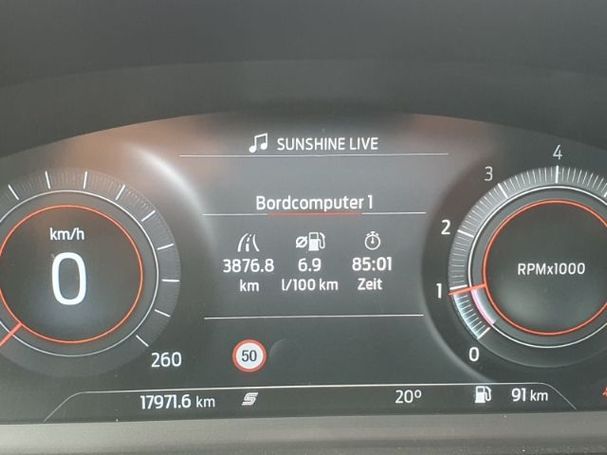 SUNSHINE LIVE
Bordcomputer 1
3876.8 6.9 85:01
km l/100 km Zeit
km/h
0
260
50
4
3
2
1
0
RPMx1000
17971.6 km S 20° 91 km